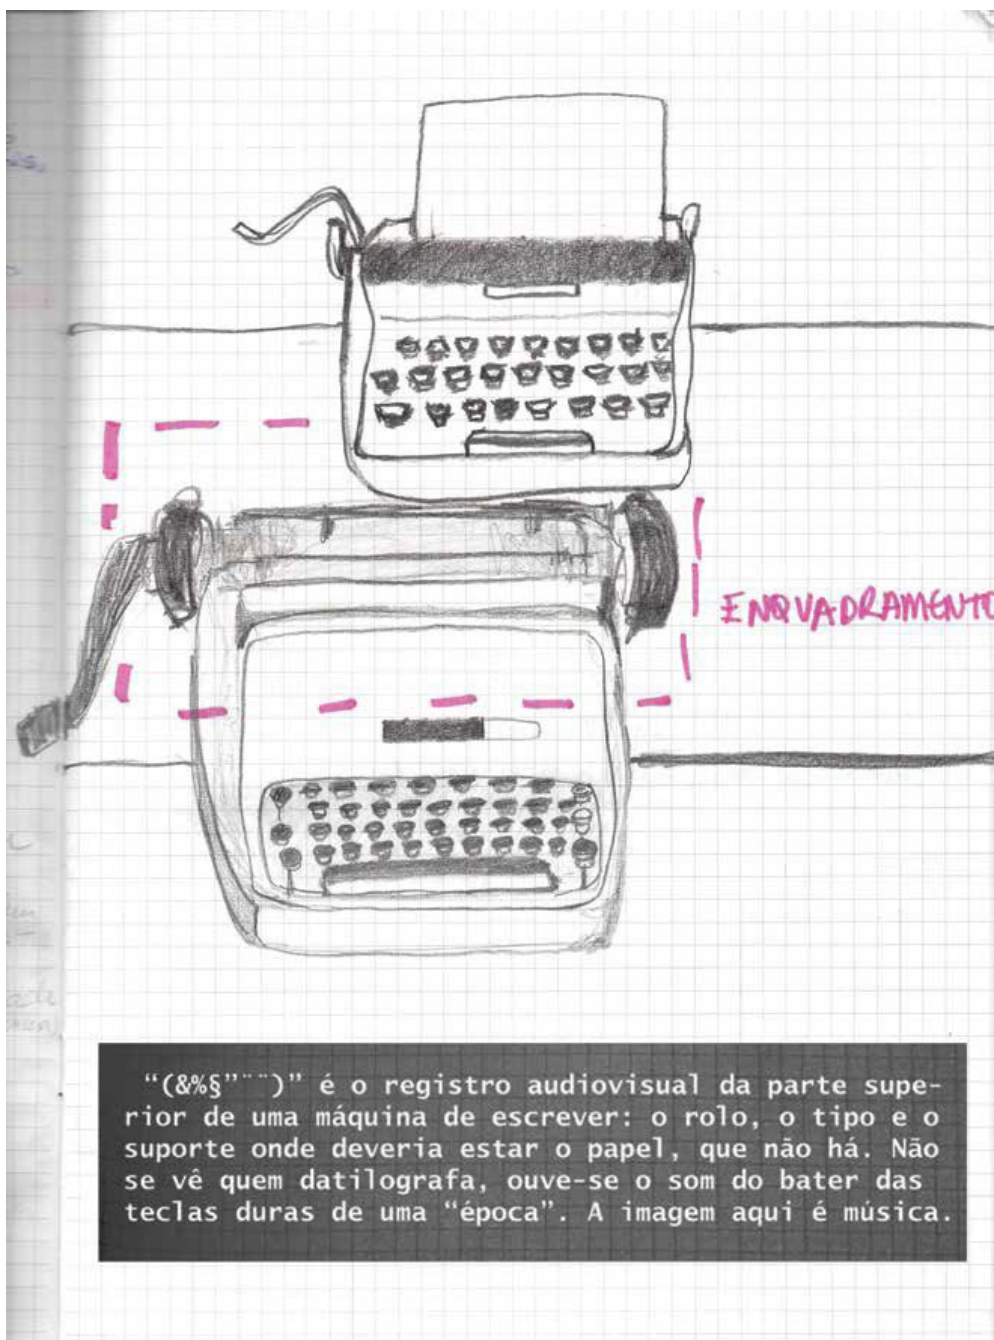 ENQVADRAMENTO
“(&%§”¨¨)” é o registro audiovisual da parte supe-
rior de uma máquina de escrever: o rolo, o tipo e o
suporte onde deveria estar o papel, que não há. Não
se vê quem datilografa, ouve-se o som do bater das
teclas duras de uma “época”. A imagem aqui é música.